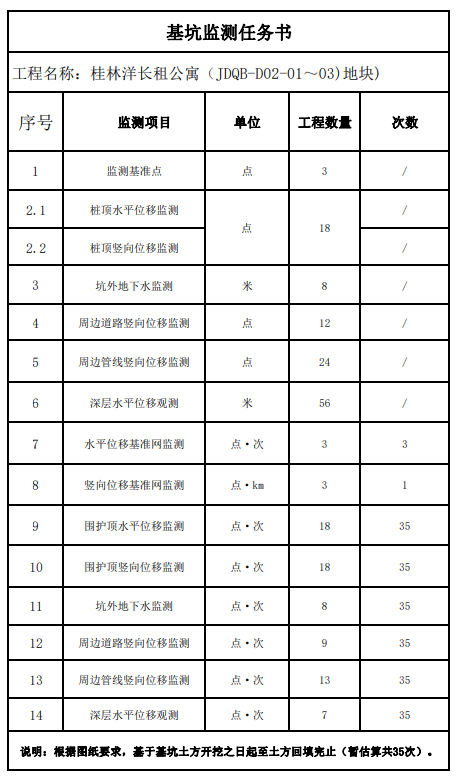 基坑监测任务书
工程名称：桂林洋长租公寓（JDQB-D02-01～03)地块)
序号 监测项目 单位 工程数量 次数
1 监测基准点 点 3 /
2.1 桩顶水平位移监测 点 18 /
2.2 桩顶竖向位移监测 /
3 坑外地下水监测 米 8 /
4 周边道路竖向位移监测 点 12 /
5 周边管线竖向位移监测 点 24 /
6 深层水平位移观测 米 56 /
7 水平位移基准网监测 点·次 3 3
8 竖向位移基准网监测 点·km 3 1
9 围护顶水平位移监测 点·次 18 35
10 围护顶竖向位移监测 点·次 18 35
11 坑外地下水监测 点·次 8 35
12 周边道路竖向位移监测 点·次 9 35
13 周边管线竖向位移监测 点·次 13 35
14 深层水平位移观测 点·次 7 35
说明：根据图纸要求，基于基坑土方开挖之日起至土方回填完止（暂估算共35次）。